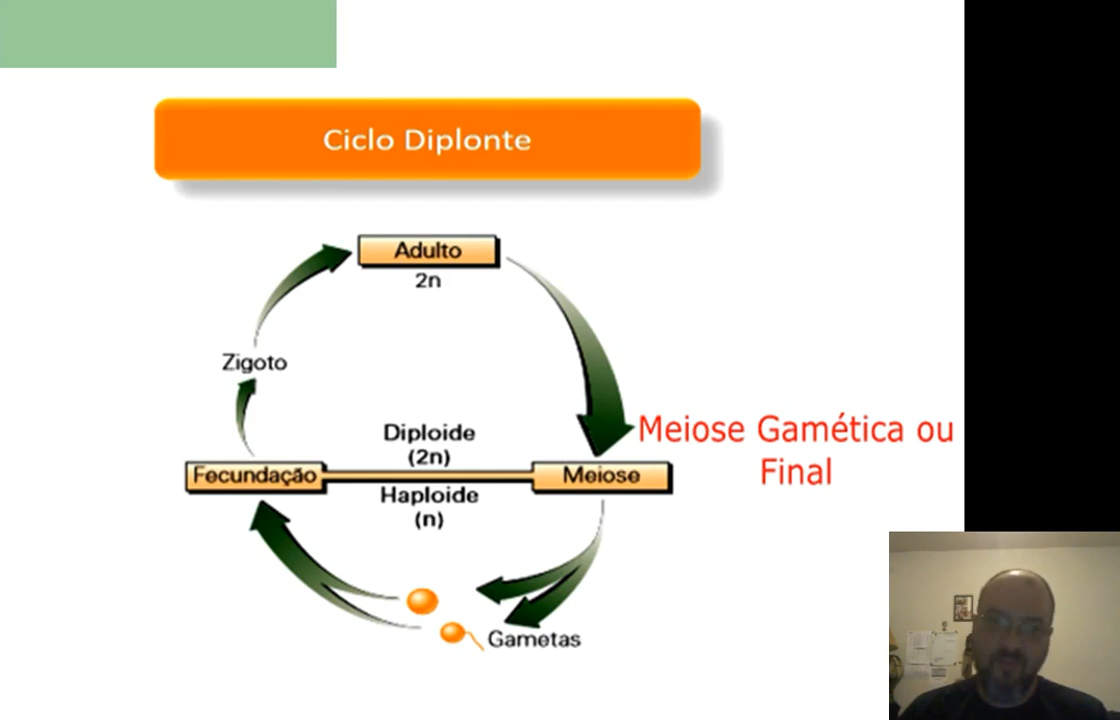 Ciclo Diplonte
Adulto
2n
Zigoto
Diploide
(2n)
Meiose Gamética ou
Final
Fecundação
Meiose
Haploide
(n)
Gametas